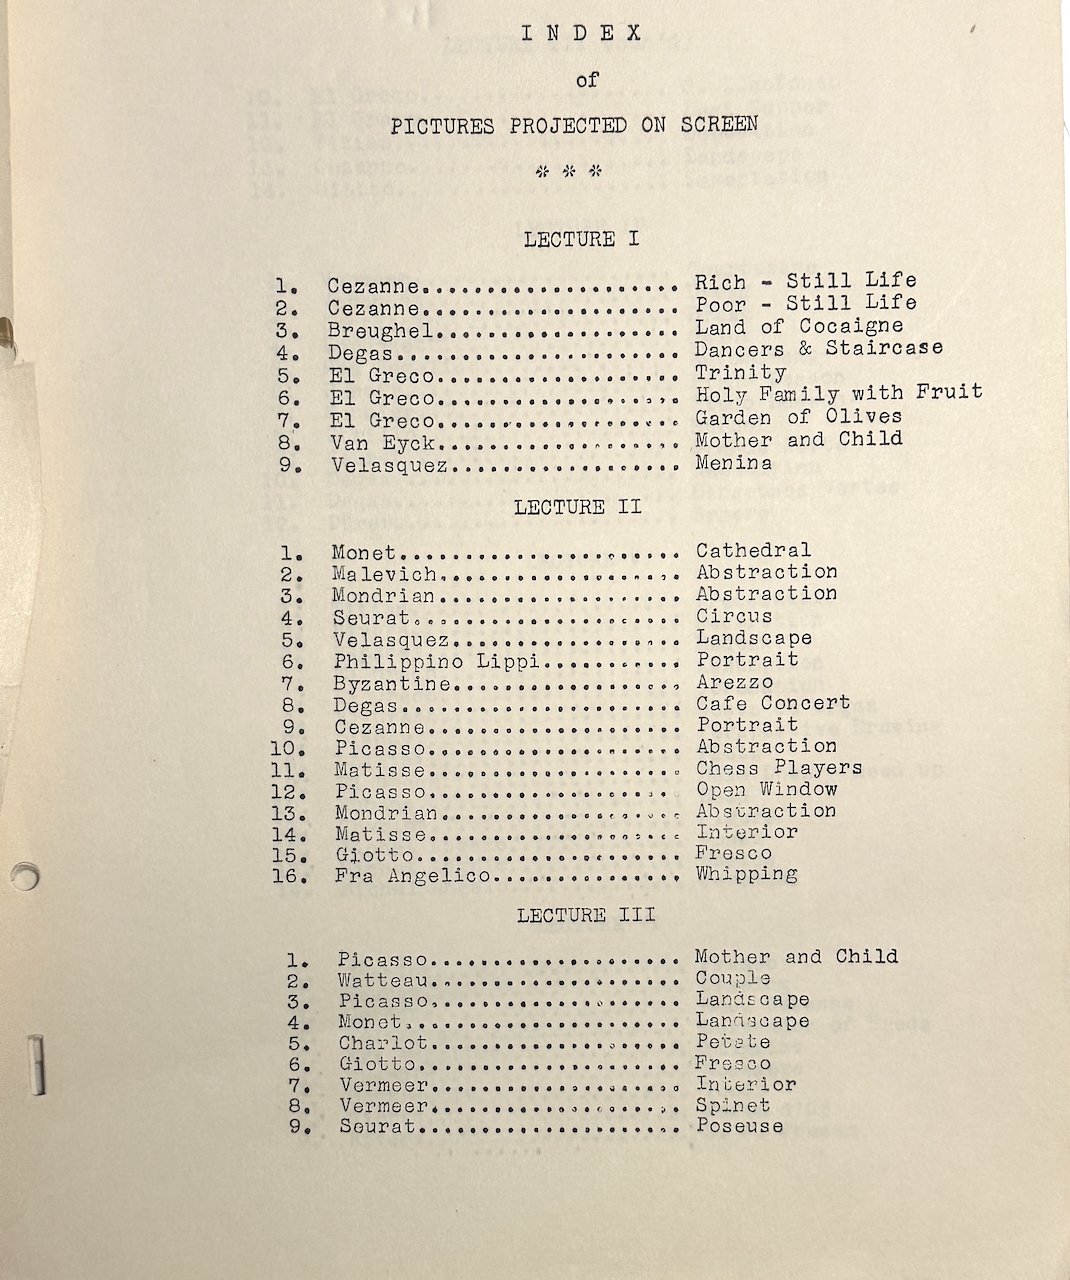 I N D E X
of
PICTURES PROJECTED ON SCREEN
* * *
LECTURE I
1. Cezanne.................... Rich - Still Life
2. Cezanne.................... Poor - Still Life
3. Breughel................... Land of Cocaigne
4. Degas...................... Dancers & Staircase
5. El Greco................... Trinity
6. El Greco................... Holy Family with Fruit
7. El Greco................... Garden of Olives
8. Van Eyck................... Mother and Child
9. Velasquez.................. Menina
LECTURE II
1. Monet...................... Cathedral
2. Malevich................... Abstraction
3. Mondrian................... Abstraction
4. Seurat..................... Circus
5. Velasquez.................. Landscape
6. Philippino Lippi........... Portrait
7. Byzantine.................. Arezzo
8. Degas...................... Cafe Concert
9. Cezanne.................... Portrait
10. Picasso.................... Abstraction
11. Matisse.................... Chess Players
12. Picasso.................... Open Window
13. Mondrian................... Abstraction
14. Matisse.................... Interior
15. Giotto..................... Fresco
16. Fra Angelico............... Whipping
LECTURE III
1. Picasso.................... Mother and Child
2. Watteau.................... Couple
3. Picasso.................... Landscape
4. Monet...................... Landscape
5. Charlot.................... Petate
6. Giotto..................... Fresco
7. Vermeer.................... Interior
8. Vermeer.................... Spinet
9. Seurat..................... Poseuse